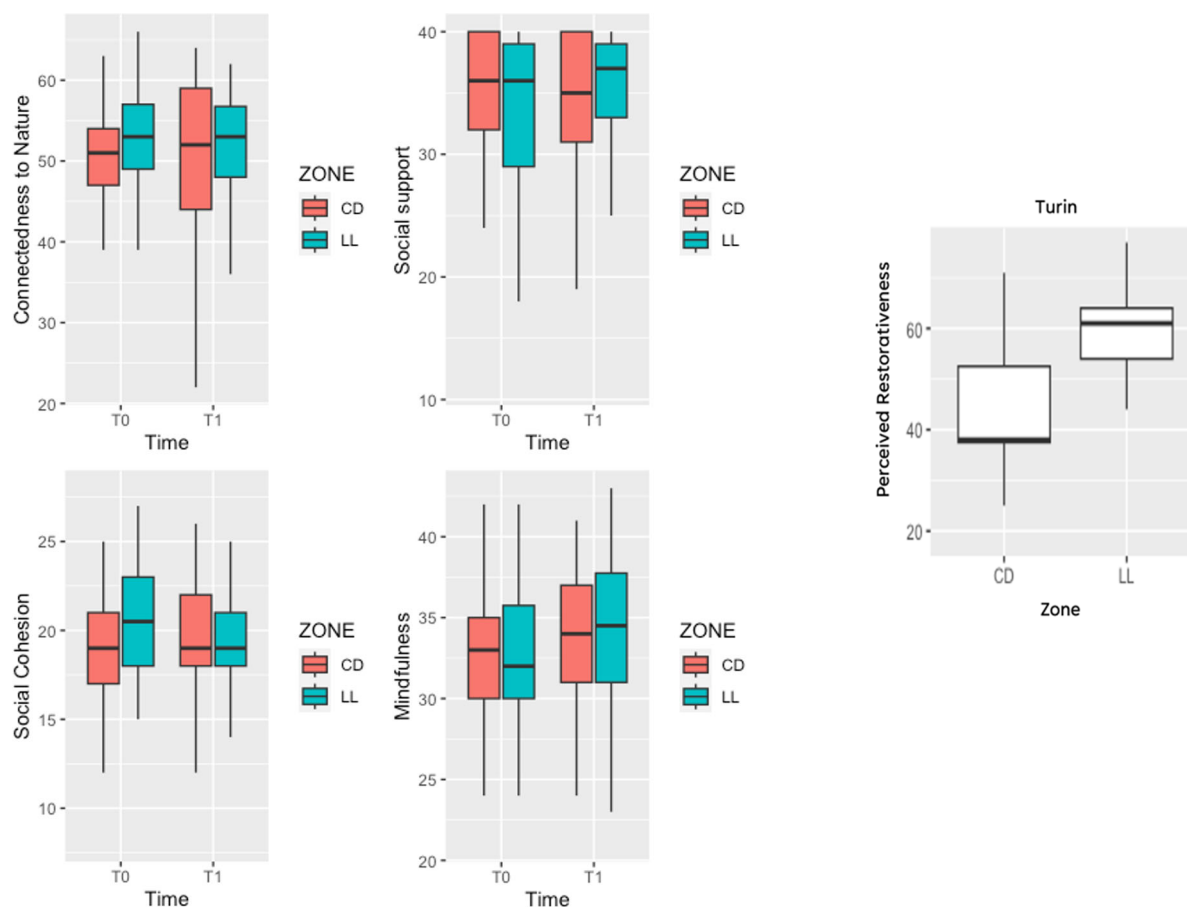 Connectedness to Nature
60
50
40
30
20
T0 T1
Time
ZONE
CD
LL
Social support
40
30
20
10
T0 T1
Time
ZONE
CD
LL
Turin
Perceived Restorativeness
60
40
20
CD LL
Zone
Social Cohesion
25
20
15
10
T0 T1
Time
ZONE
CD
LL
Mindfulness
40
35
30
25
20
T0 T1
Time
ZONE
CD
LL